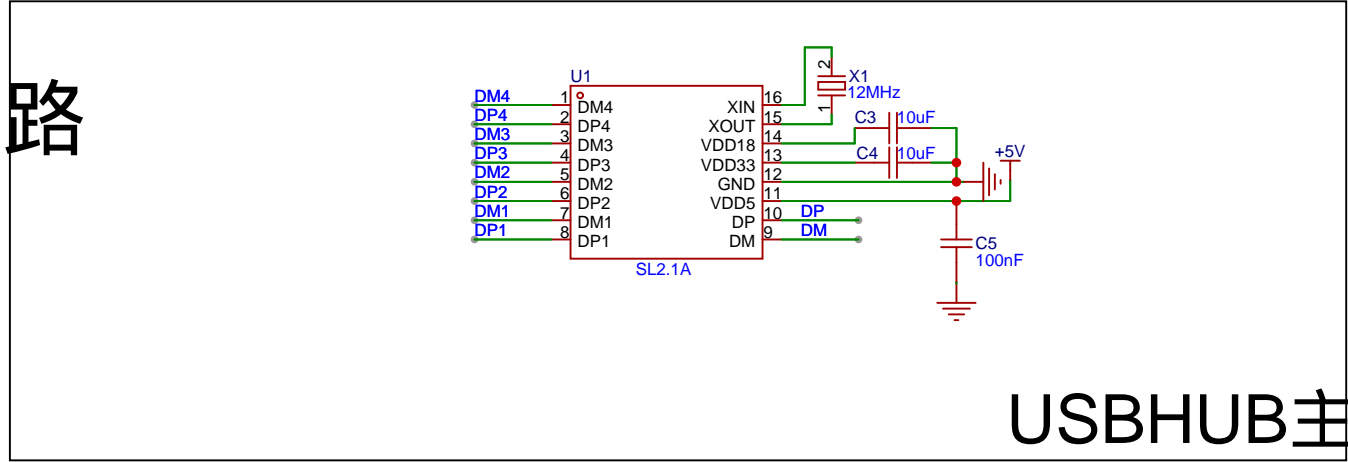 路
U1
SL2.1A
DM4 1 DM4
DP4 2 DP4
DM3 3 DM3
DP3 4 DP3
DM2 5 DM2
DP2 6 DP2
DM1 7 DM1
DP1 8 DP1
XIN 16
XOUT 15
VDD18 14
VDD33 13
GND 12
VDD5 11
DP 10 DP
DM 9 DM
2
X1
12MHz
1
C3 10uF
C4 10uF
+5V
C5
100nF
USBHUB主